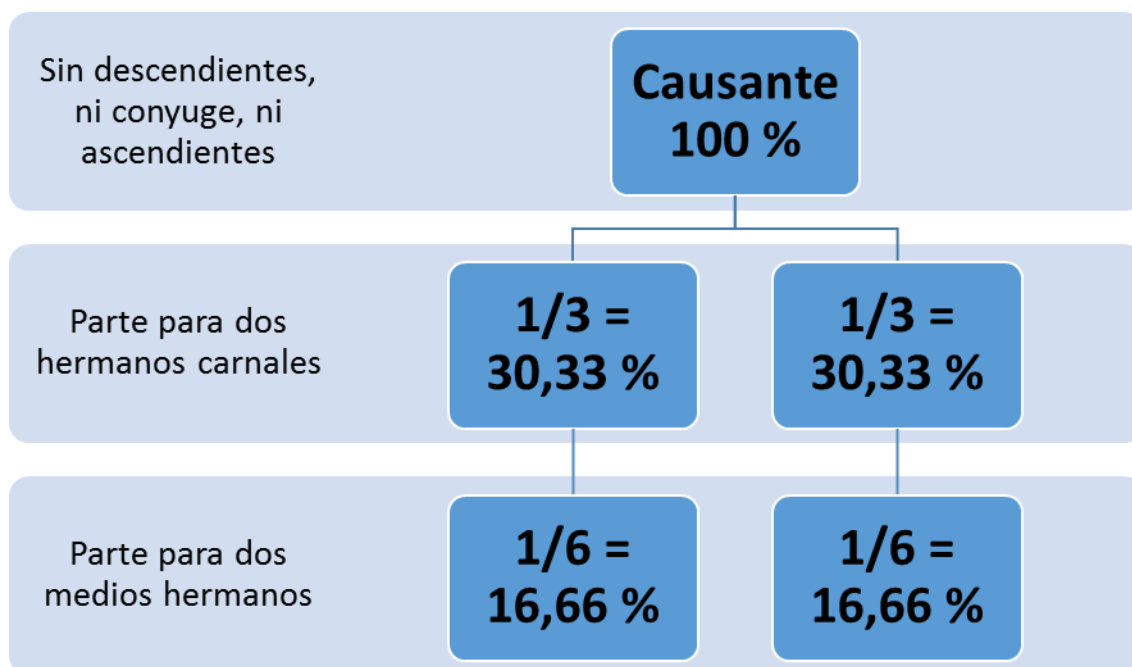 Sin descendientes,
ni conyuge, ni
ascendientes
Causante
100 %
Parte para dos
hermanos carnales
1/3 =
30,33 %
1/3 =
30,33 %
Parte para dos
medios hermanos
1/6 =
16,66 %
1/6 =
16,66 %